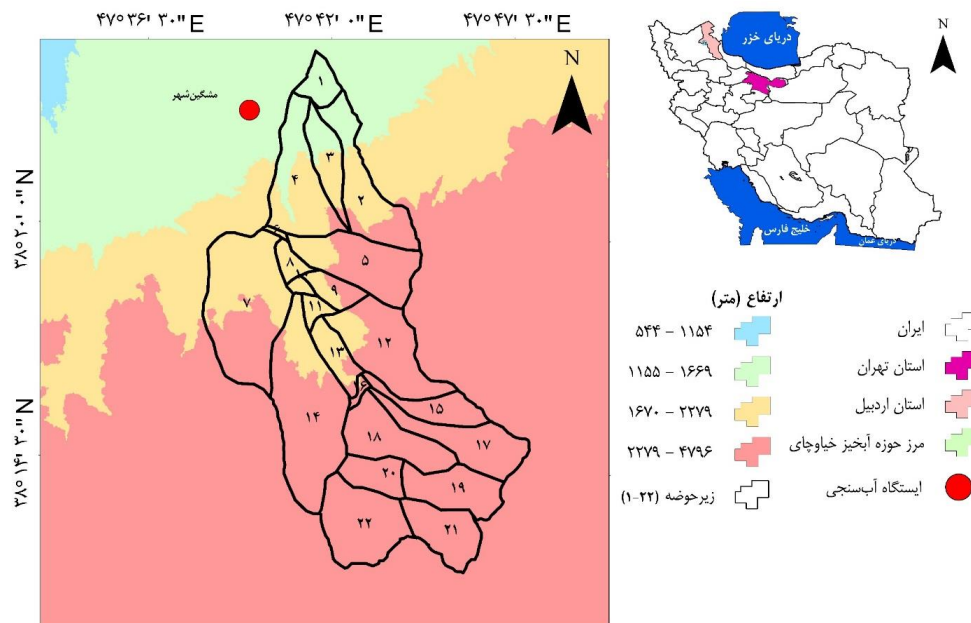 ۴۷° ۳۶' ۳۰" E
۴۷° ۴۲' ۰" E
۴۷° ۴۷' ۳۰" E
۳۸° ۲۰' ۰" N
۳۸° ۱۴' ۳۰" N
N
مشگین‌شهر
۱
۳
۴
۲
۵
۸
۷
۹
۱۱
۱۲
۱۳
۱۴
۱۶
۱۵
۱۸
۱۷
۲۰
۱۹
۲۲
۲۱
دریای خزر
N
خلیج فارس
دریای عمان
ارتفاع (متر)
۵۴۴ – ۱۱۵۴
۱۱۵۵ – ۱۶۶۹
۱۶۷۰ – ۲۲۷۹
۲۲۷۹ – ۴۷۹۶
زیرحوضه (۲۲-۱)
ایران
استان تهران
استان اردبیل
مرز حوزه آبخیز خیاوچای
ایستگاه آب‌سنجی